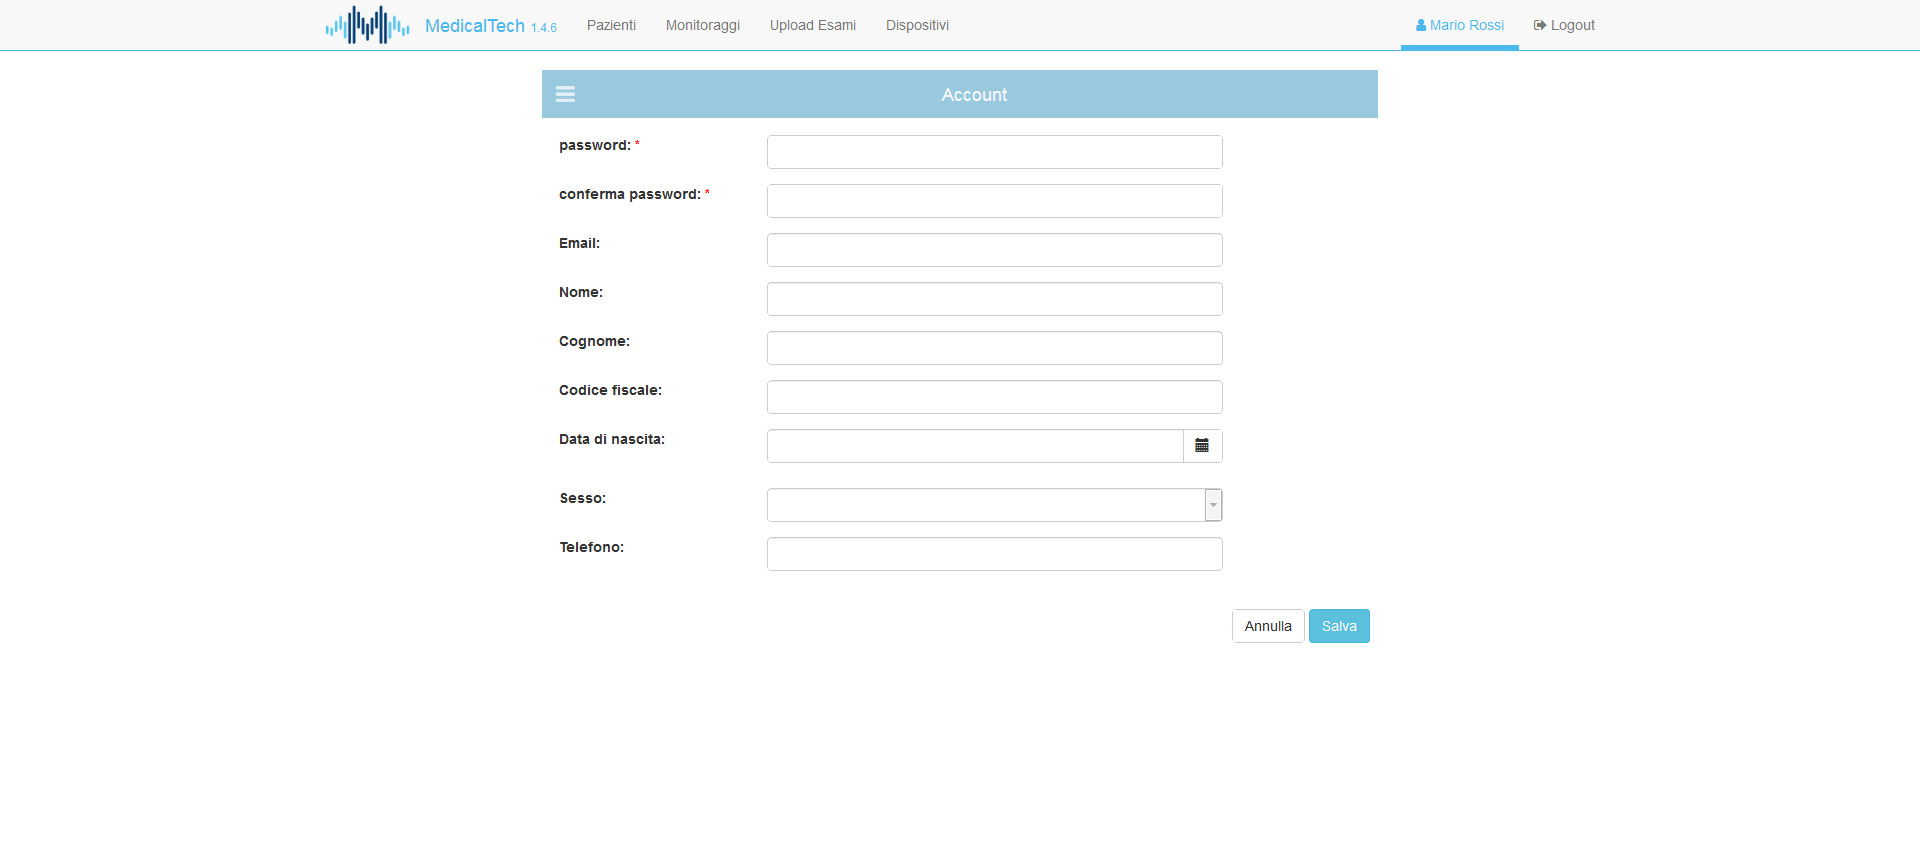 MedicalTech 1.4.6 Pazienti Monitoraggi Upload Esami Dispositivi Mario Rossi Logout
Account
password: *
conferma password: *
Email:
Nome:
Cognome:
Codice fiscale:
Data di nascita:
Sesso:
Telefono:
Annulla Salva